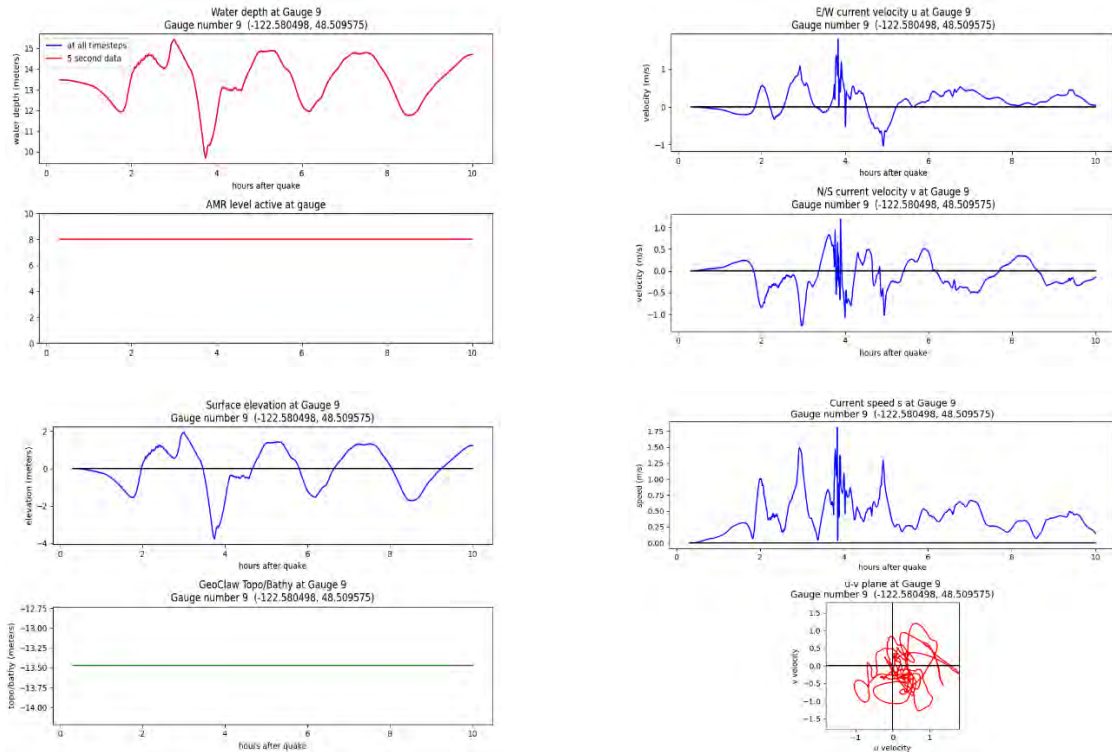 Water depth at Gauge 9
Gauge number 9 (-122.580498, 48.509575)
at all timesteps
5 second data
water depth (meters)
15
14
13
12
11
10
0 2 4 6 8 10
hours after quake
AMR level active at gauge
10
8
6
4
2
0
0 2 4 6 8 10
Surface elevation at Gauge 9
Gauge number 9 (-122.580498, 48.509575)
elevation (meters)
2
0
−2
−4
0 2 4 6 8 10
hours after quake
GeoClaw Topo/Bathy at Gauge 9
Gauge number 9 (-122.580498, 48.509575)
topo/bathy (meters)
−12.75
−13.00
−13.25
−13.50
−13.75
−14.00
0 2 4 6 8 10
hours after quake
E/W current velocity u at Gauge 9
Gauge number 9 (-122.580498, 48.509575)
velocity (m/s)
1
0
−1
0 2 4 6 8 10
hours after quake
N/S current velocity v at Gauge 9
Gauge number 9 (-122.580498, 48.509575)
velocity (m/s)
1.0
0.5
0.0
−0.5
−1.0
0 2 4 6 8 10
hours after quake
Current speed s at Gauge 9
Gauge number 9 (-122.580498, 48.509575)
speed (m/s)
1.75
1.50
1.25
1.00
0.75
0.50
0.25
0.00
0 2 4 6 8 10
hours after quake
u-v plane at Gauge 9
Gauge number 9 (-122.580498, 48.509575)
v velocity
1.5
1.0
0.5
0.0
−0.5
−1.0
−1.5
−1 0 1
u velocity